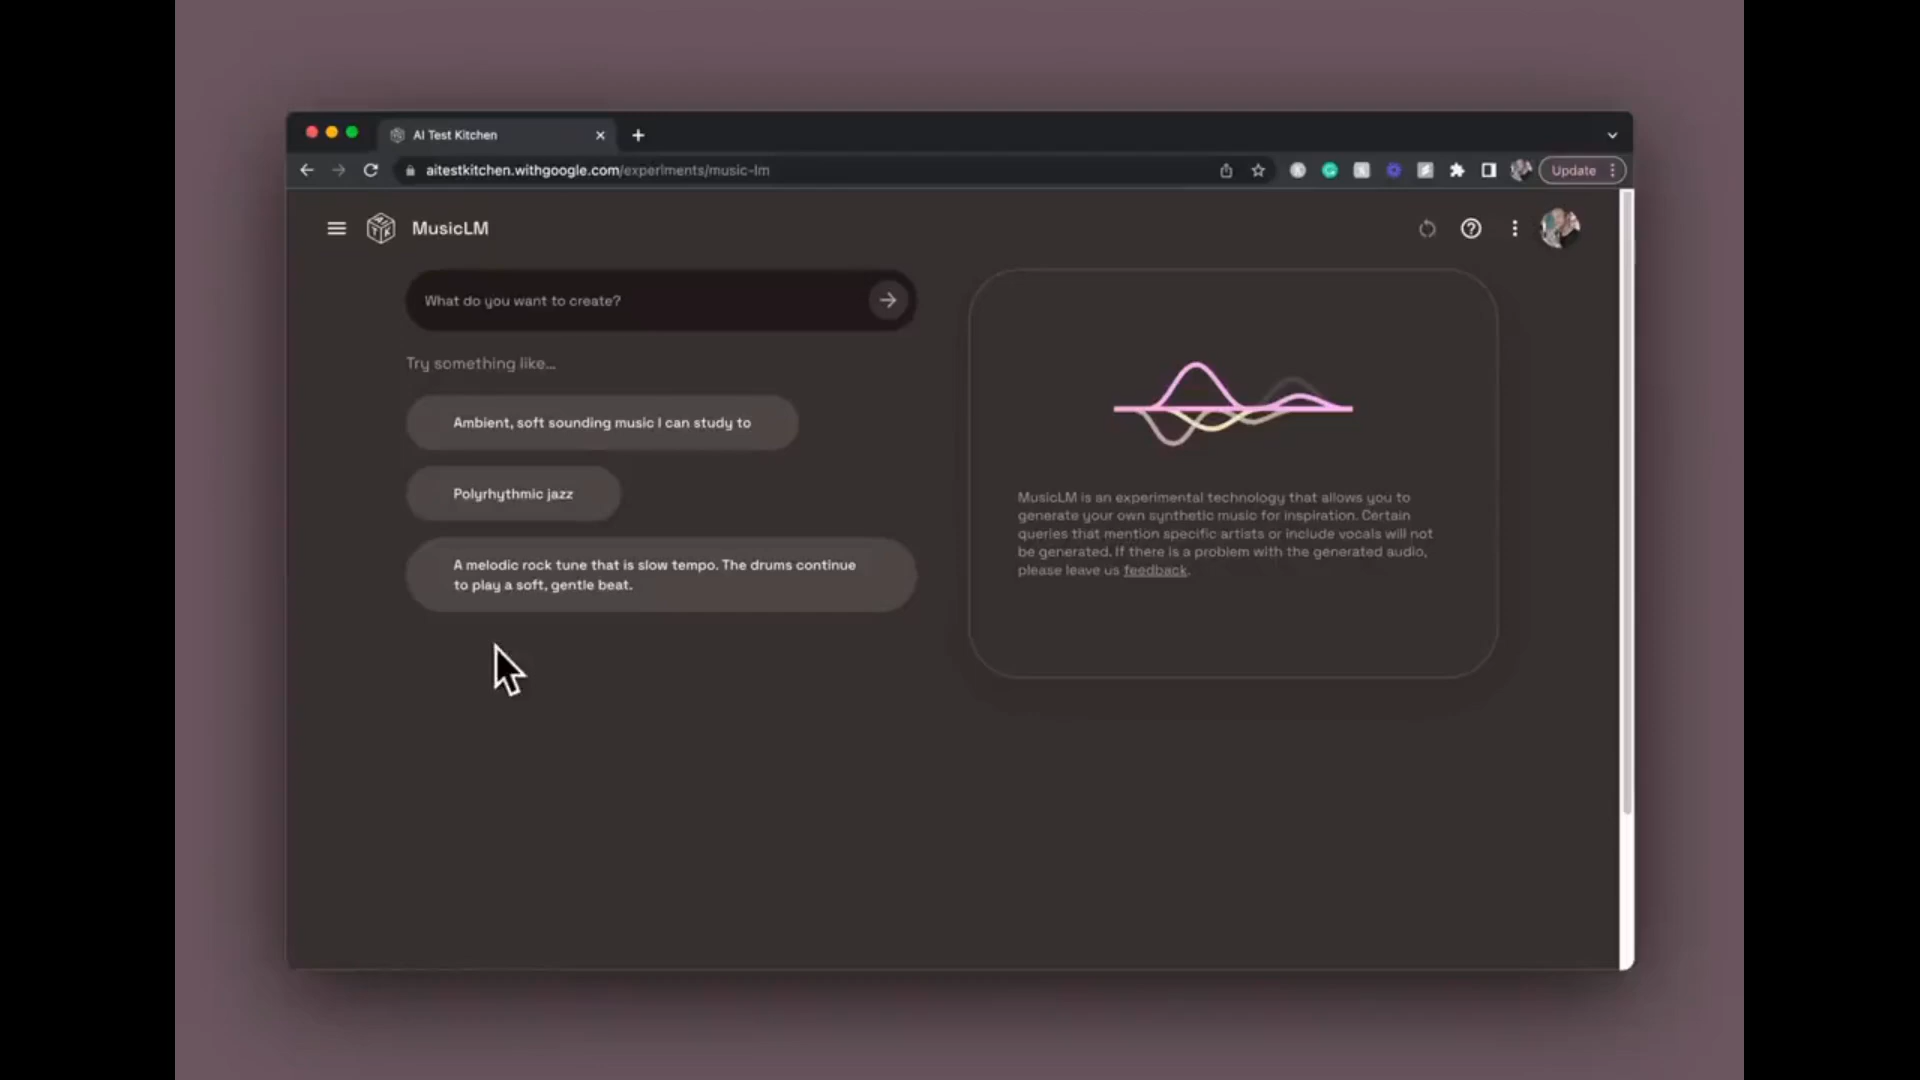 AI Test Kitchen
aitestkitchen.withgoogle.com/experiments/music-lm
Update
MusicLM
What do you want to create?
Try something like…
Ambient, soft sounding music I can study to
Polyrhythmic jazz
A melodic rock tune that is slow tempo. The drums continue
to play a soft, gentle beat.
MusicLM is an experimental technology that allows you to
generate your own synthetic music for inspiration. Certain
queries that mention specific artists or include vocals will not
be generated. If there is a problem with the generated audio,
please leave us feedback.